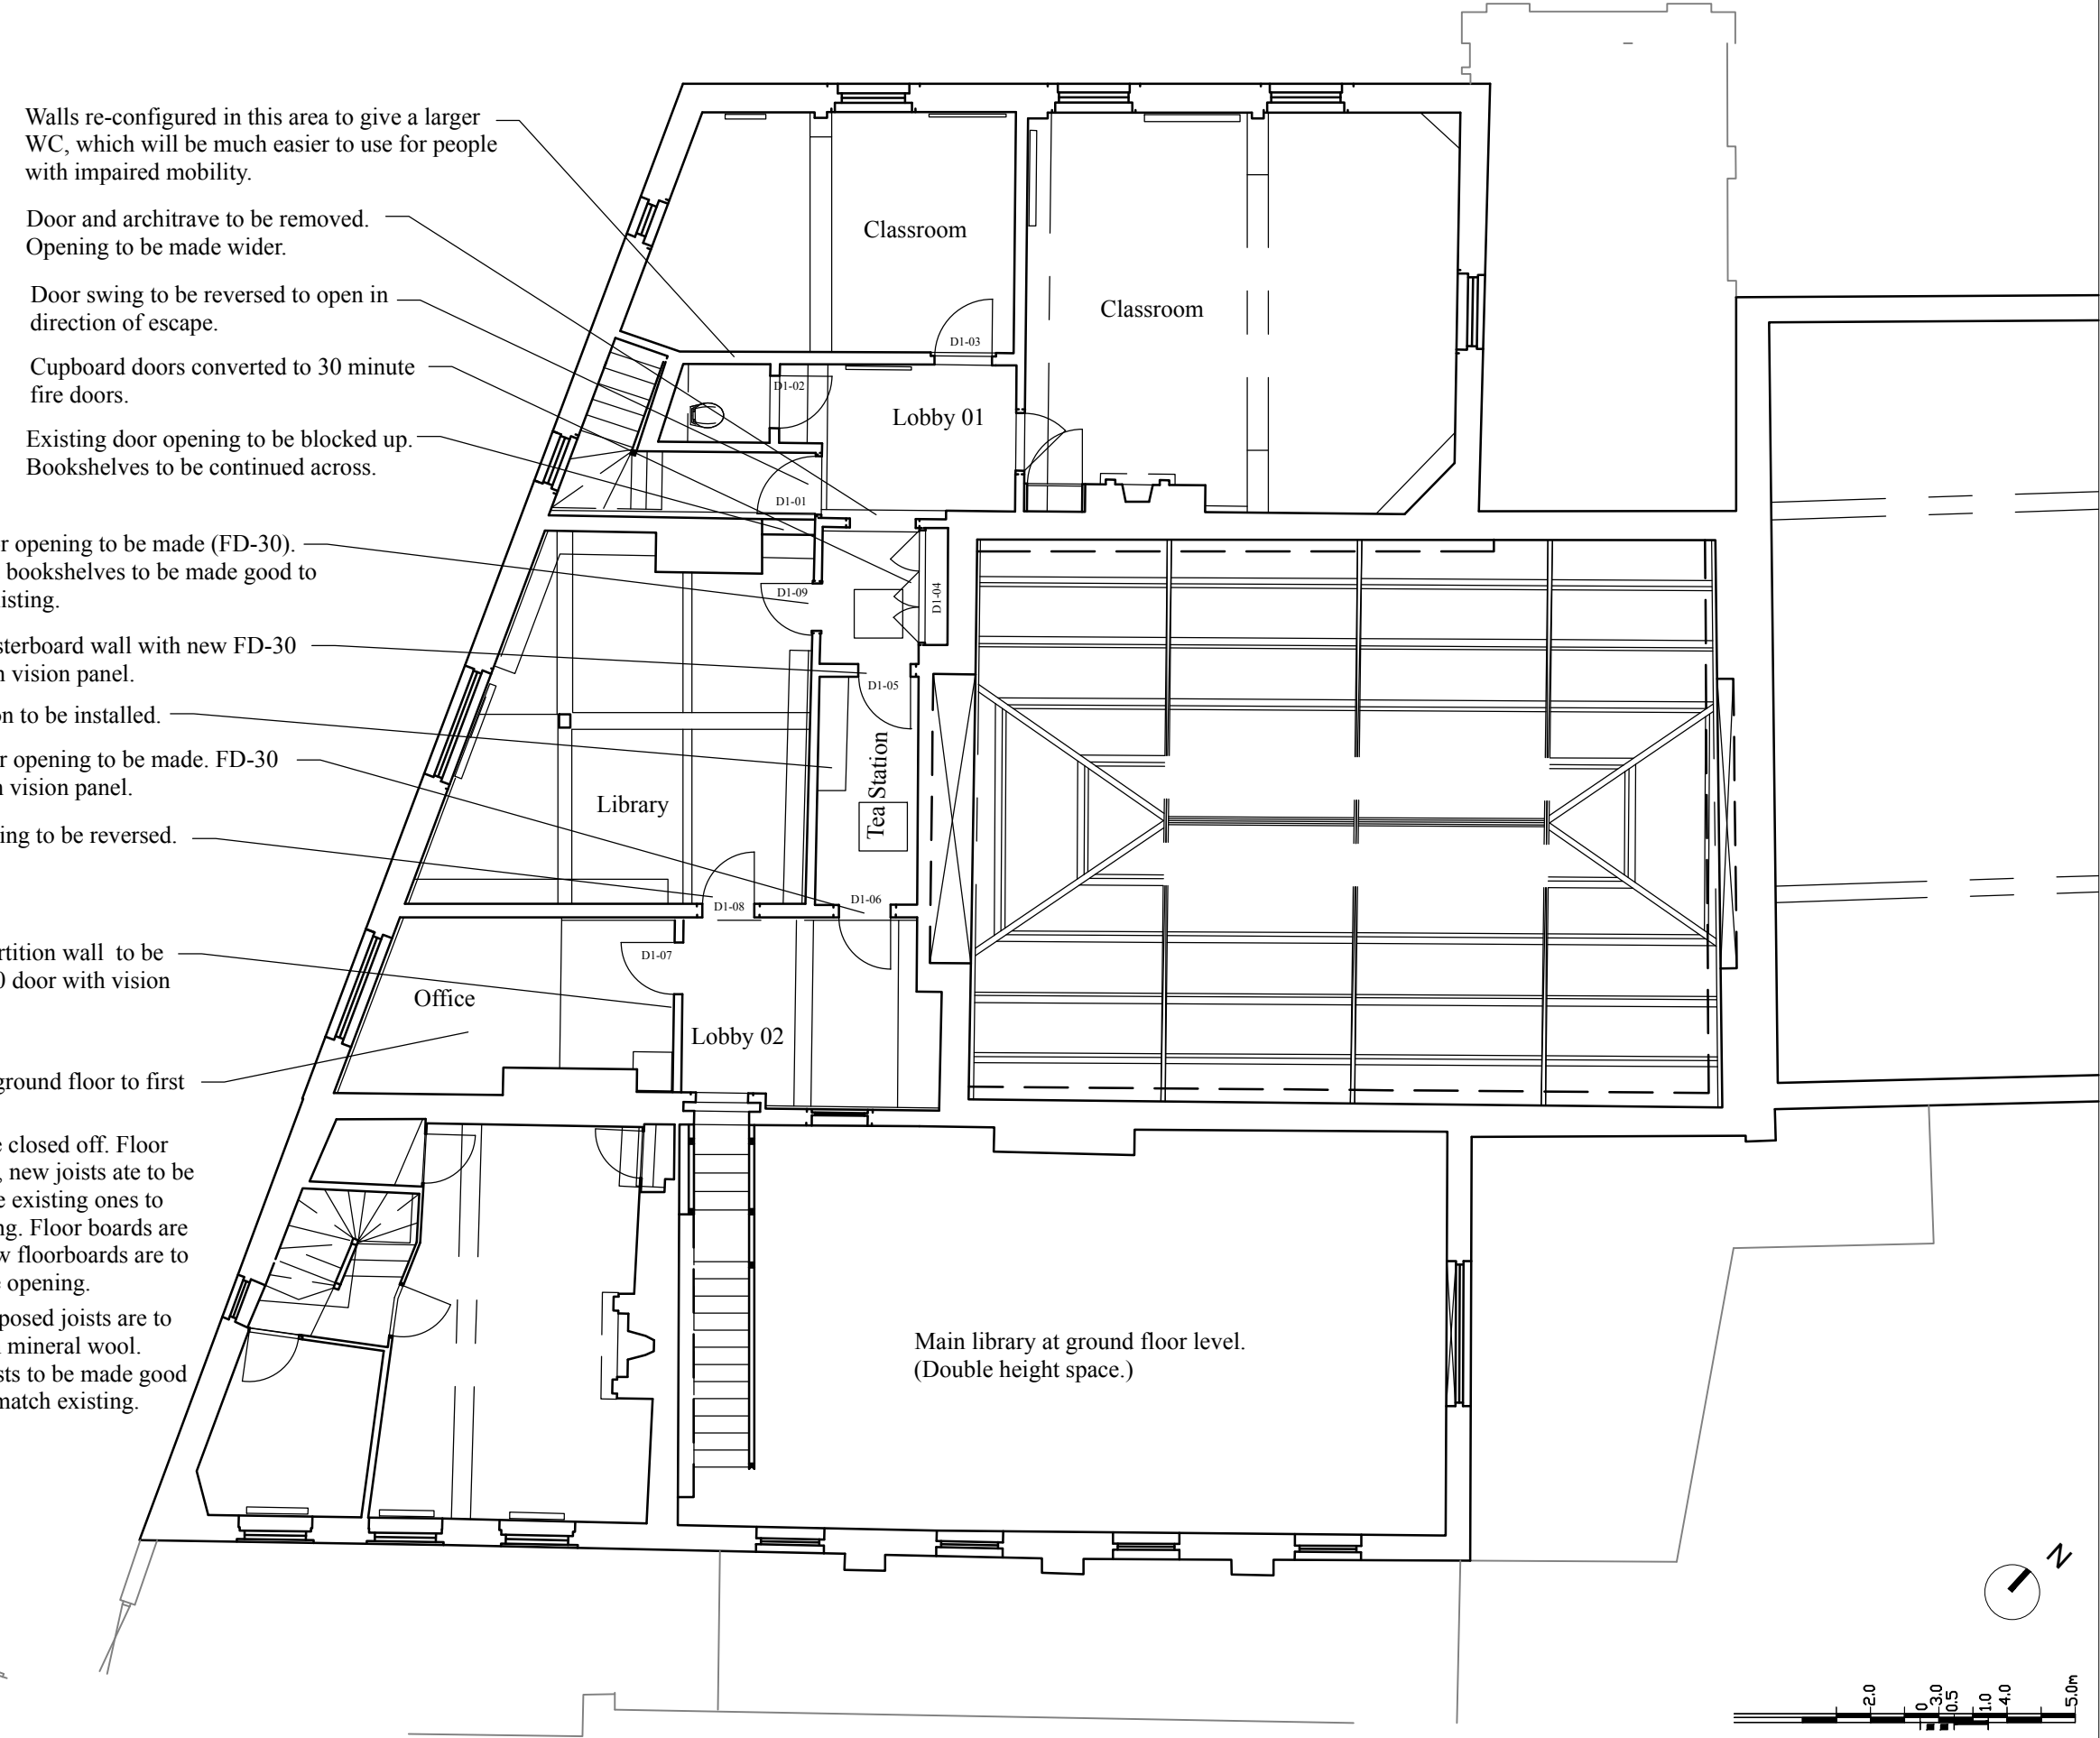 Walls re-configured in this area to give a larger
WC, which will be much easier to use for people
with impaired mobility.
Door and architrave to be removed.
Opening to be made wider.
Door swing to be reversed to open in
direction of escape.
Cupboard doors converted to 30 minute
fire doors.
Existing door opening to be blocked up.
Bookshelves to be continued across.
r opening to be made (FD-30).
bookshelves to be made good to
isting.
sterboard wall with new FD-30
n vision panel.
on to be installed.
r opening to be made. FD-30
n vision panel.
ing to be reversed.
rtition wall to be
0 door with vision
ground floor to first
e closed off. Floor
, new joists ate to be
e existing ones to
ng. Floor boards are
w floorboards are to
e opening.
posed joists are to
mineral wool.
sts to be made good
match existing.
Classroom
Classroom
D1-03
D1-02
Lobby 01
D1-01
D1-09
D1-04
D1-05
Tea Station
Library
D1-08
D1-06
D1-07
Office
Lobby 02
Main library at ground floor level.
(Double height space.)
N
2.0
0
3.0
0.5
1.0
4.0
5.0m